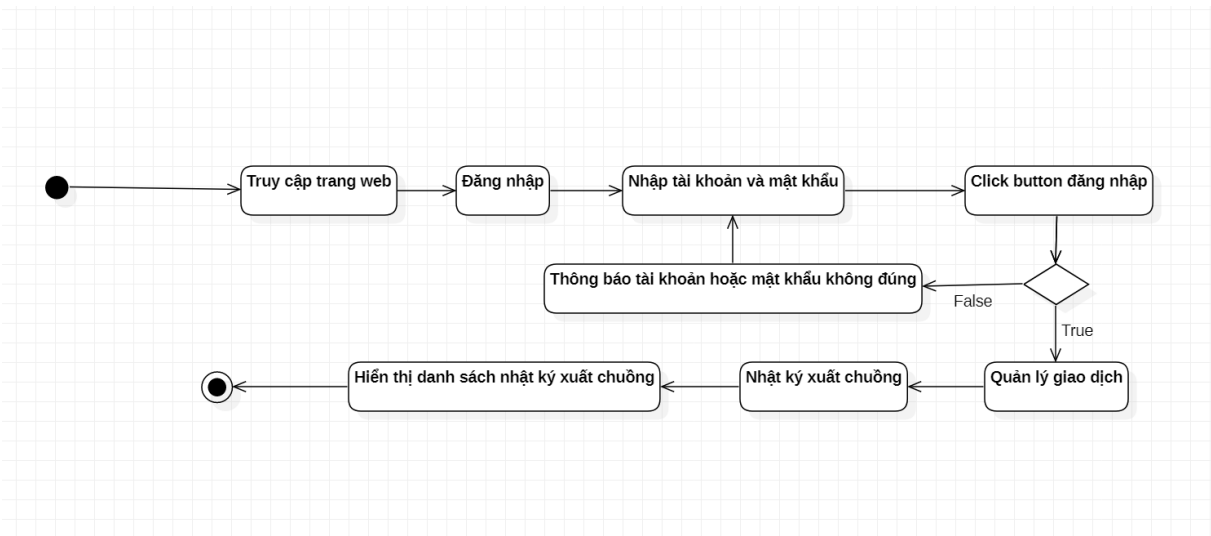 Truy cập trang web
Đăng nhập
Nhập tài khoản và mật khẩu
Click button đăng nhập
Thông báo tài khoản hoặc mật khẩu không đúng
False
True
Hiển thị danh sách nhật ký xuất chuồng
Nhật ký xuất chuồng
Quản lý giao dịch